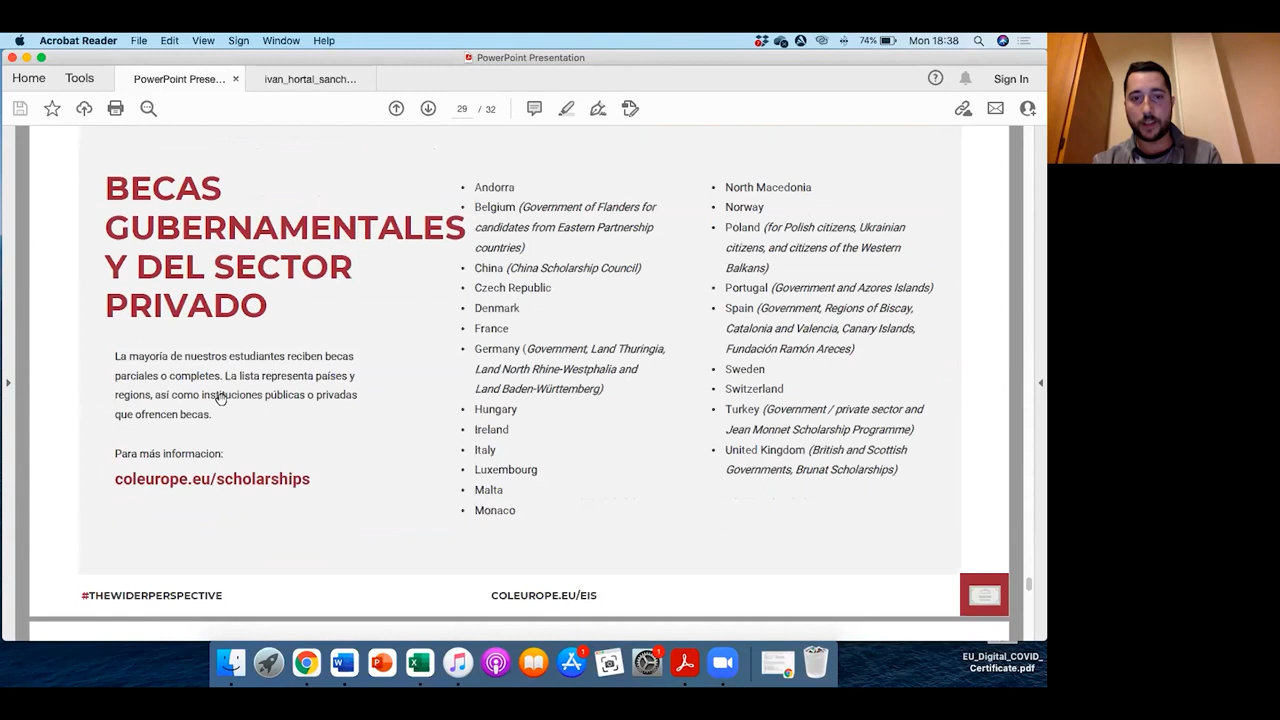 Acrobat Reader File Edit View Sign Window Help 74% Mon 18:38
PowerPoint Presentation
Home Tools PowerPoint Prese... × ivan_hortal_sanch... Sign In
29 / 32
BECAS
GUBERNAMENTALES
Y DEL SECTOR
PRIVADO
La mayoría de nuestros estudiantes reciben becas
parciales o completes. La lista representa países y
regions, así como instituciones públicas o privadas
que ofrencen becas.
Para más informacion:
coleurope.eu/scholarships
• Andorra
• Belgium (Government of Flanders for
candidates from Eastern Partnership
countries)
• China (China Scholarship Council)
• Czech Republic
• Denmark
• France
• Germany (Government, Land Thuringia,
Land North Rhine-Westphalia and
Land Baden-Württemberg)
• Hungary
• Ireland
• Italy
• Luxembourg
• Malta
• Monaco
• North Macedonia
• Norway
• Poland (for Polish citizens, Ukrainian
citizens, and citizens of the Western
Balkans)
• Portugal (Government and Azores Islands)
• Spain (Government, Regions of Biscay,
Catalonia and Valencia, Canary Islands,
Fundación Ramón Areces)
• Sweden
• Switzerland
• Turkey (Government / private sector and
Jean Monnet Scholarship Programme)
• United Kingdom (British and Scottish
Governments, Brunat Scholarships)
#THEWIDERPERSPECTIVE
COLEUROPE.EU/EIS
EU_Digital_COVID_
Certificate.pdf